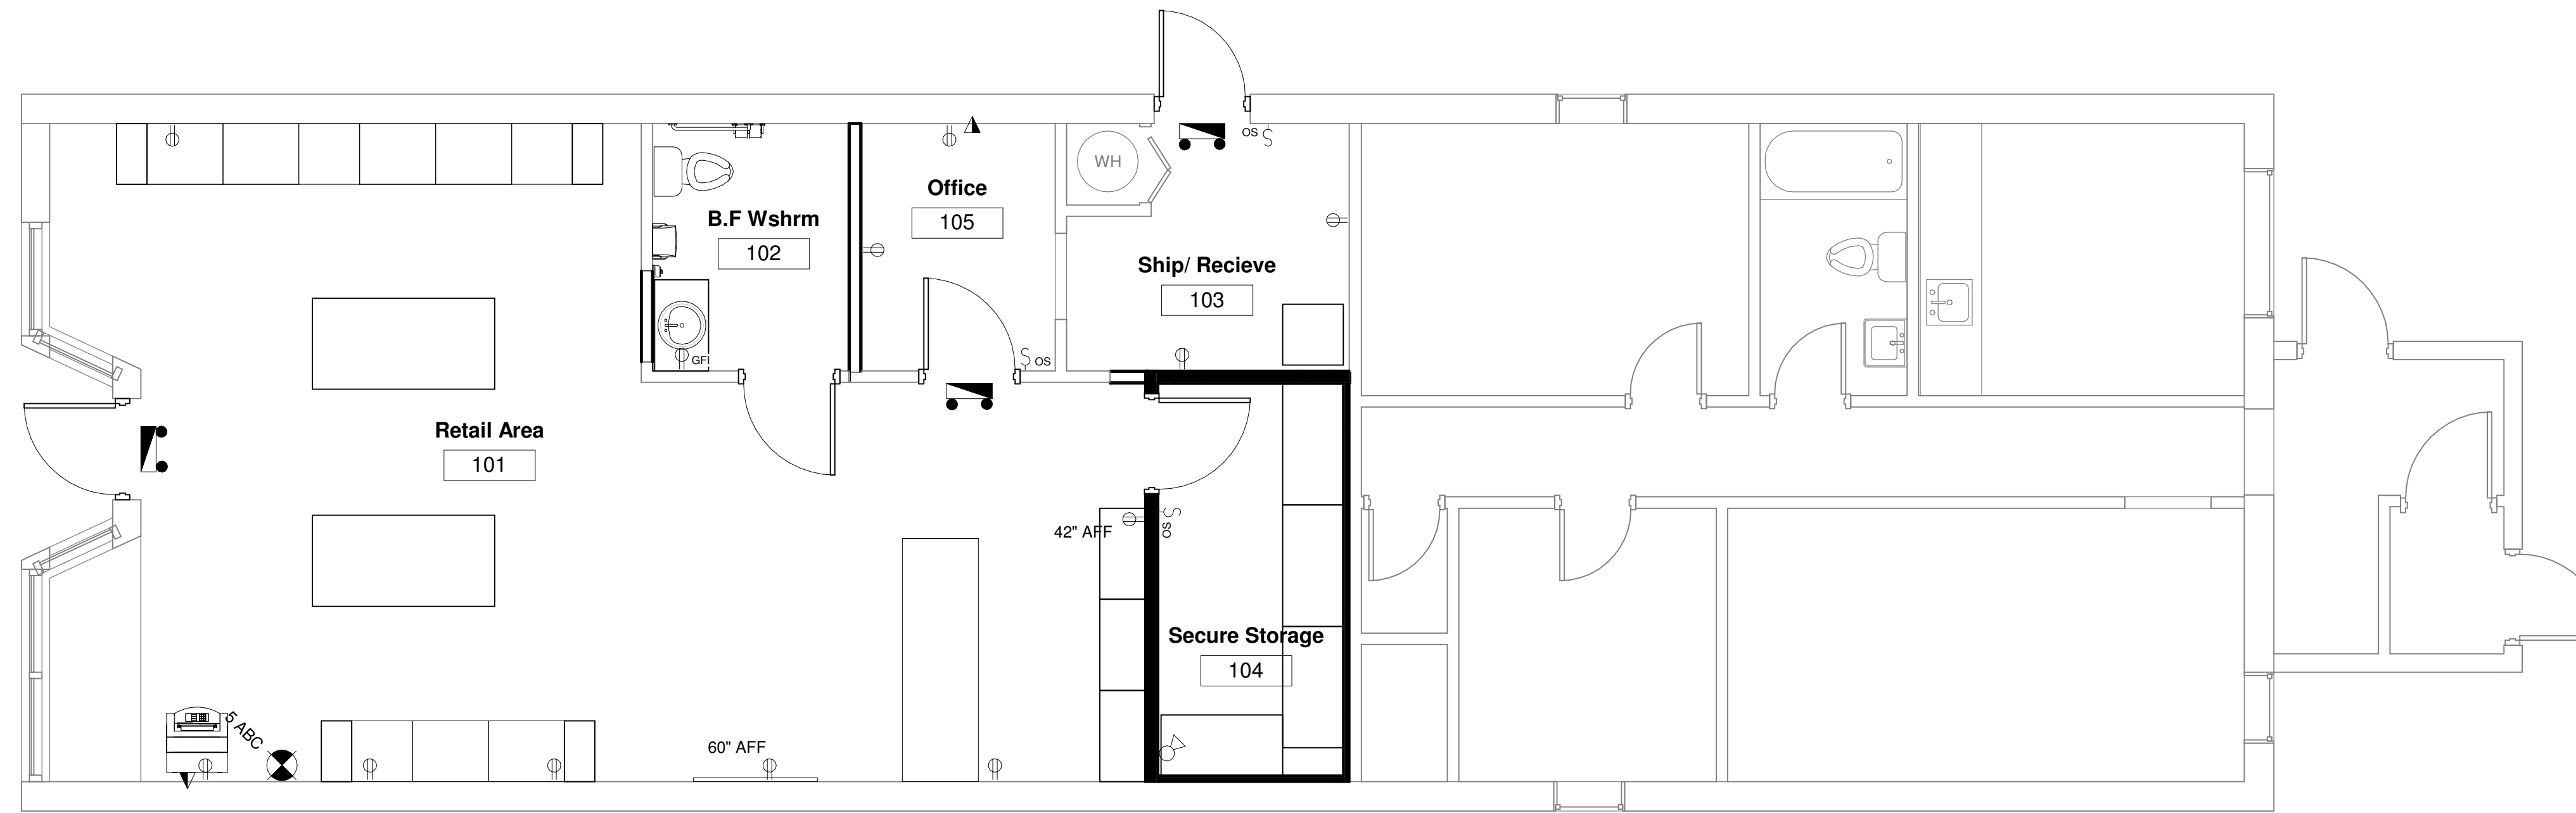 WH
OS
Office
105
B.F Wshrm
102
Ship/ Recieve
103
GFI
OS
Retail Area
101
42" AFF
OS
Secure Storage
104
5 ABC
60" AFF